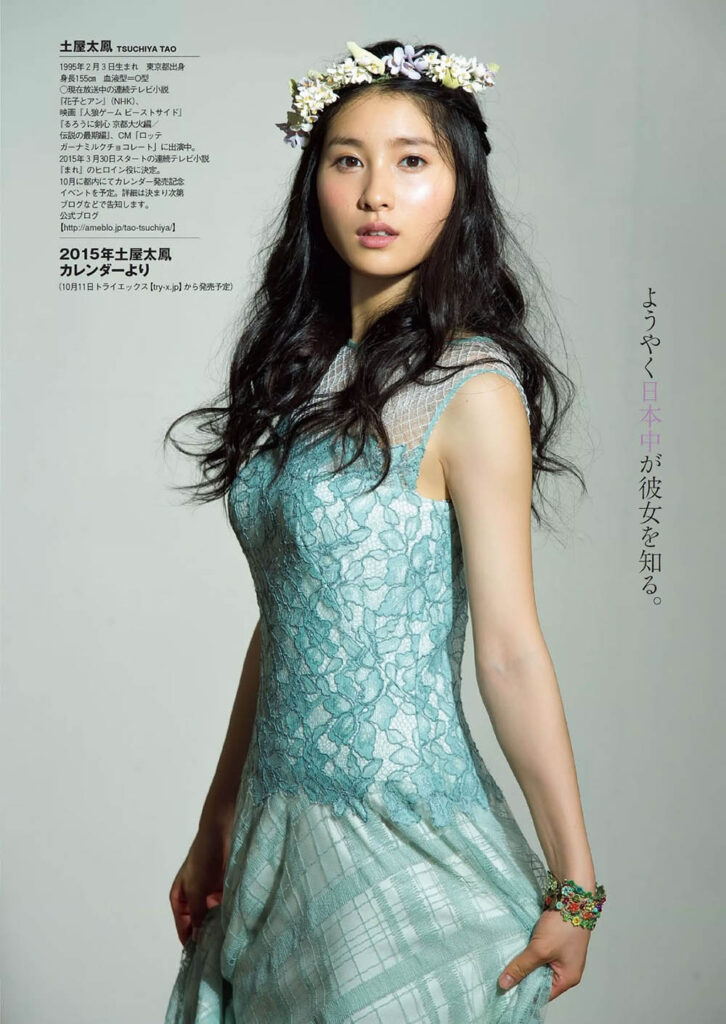 土屋太鳳 TSUCHIYA TAO
1995年2月3日生まれ 東京都出身
身長155㎝ 血液型=O型
◯現在放送中の連続テレビ小説
『花子とアン』(NHK)、
映画『人狼ゲーム ビーストサイド』
『るろうに剣心 京都大火編/
伝説の最期編』、CM「ロッテ
ガーナミルクチョコレート」に出演中。
2015年3月30日スタートの連続テレビ小説
『まれ』のヒロイン役に決定。
10月に都内にてカレンダー発売記念
イベントを予定。詳細は決まり次第
ブログなどで告知します。
公式ブログ
【http://ameblo.jp/tao-tsuchiya/】
2015年土屋太鳳
カレンダーより
(10月11日トライエックス【try-x.jp】から発売予定)
ようやく日本中が彼女を知る。